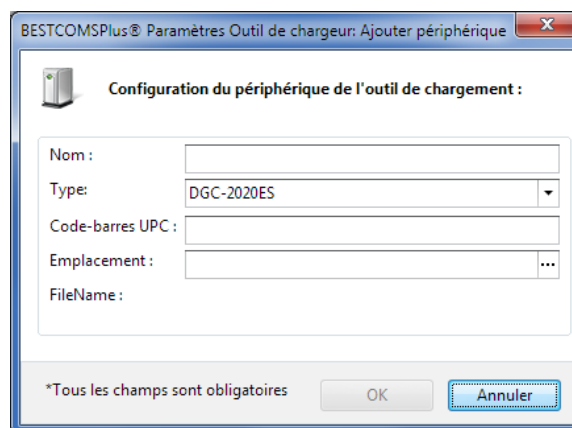 BESTCOMSPlus® Paramètres Outil de chargeur: Ajouter périphérique
Configuration du périphérique de l'outil de chargement :
Nom :
Type: DGC-2020ES
Code-barres UPC :
Emplacement : ...
FileName :
*Tous les champs sont obligatoires OK Annuler